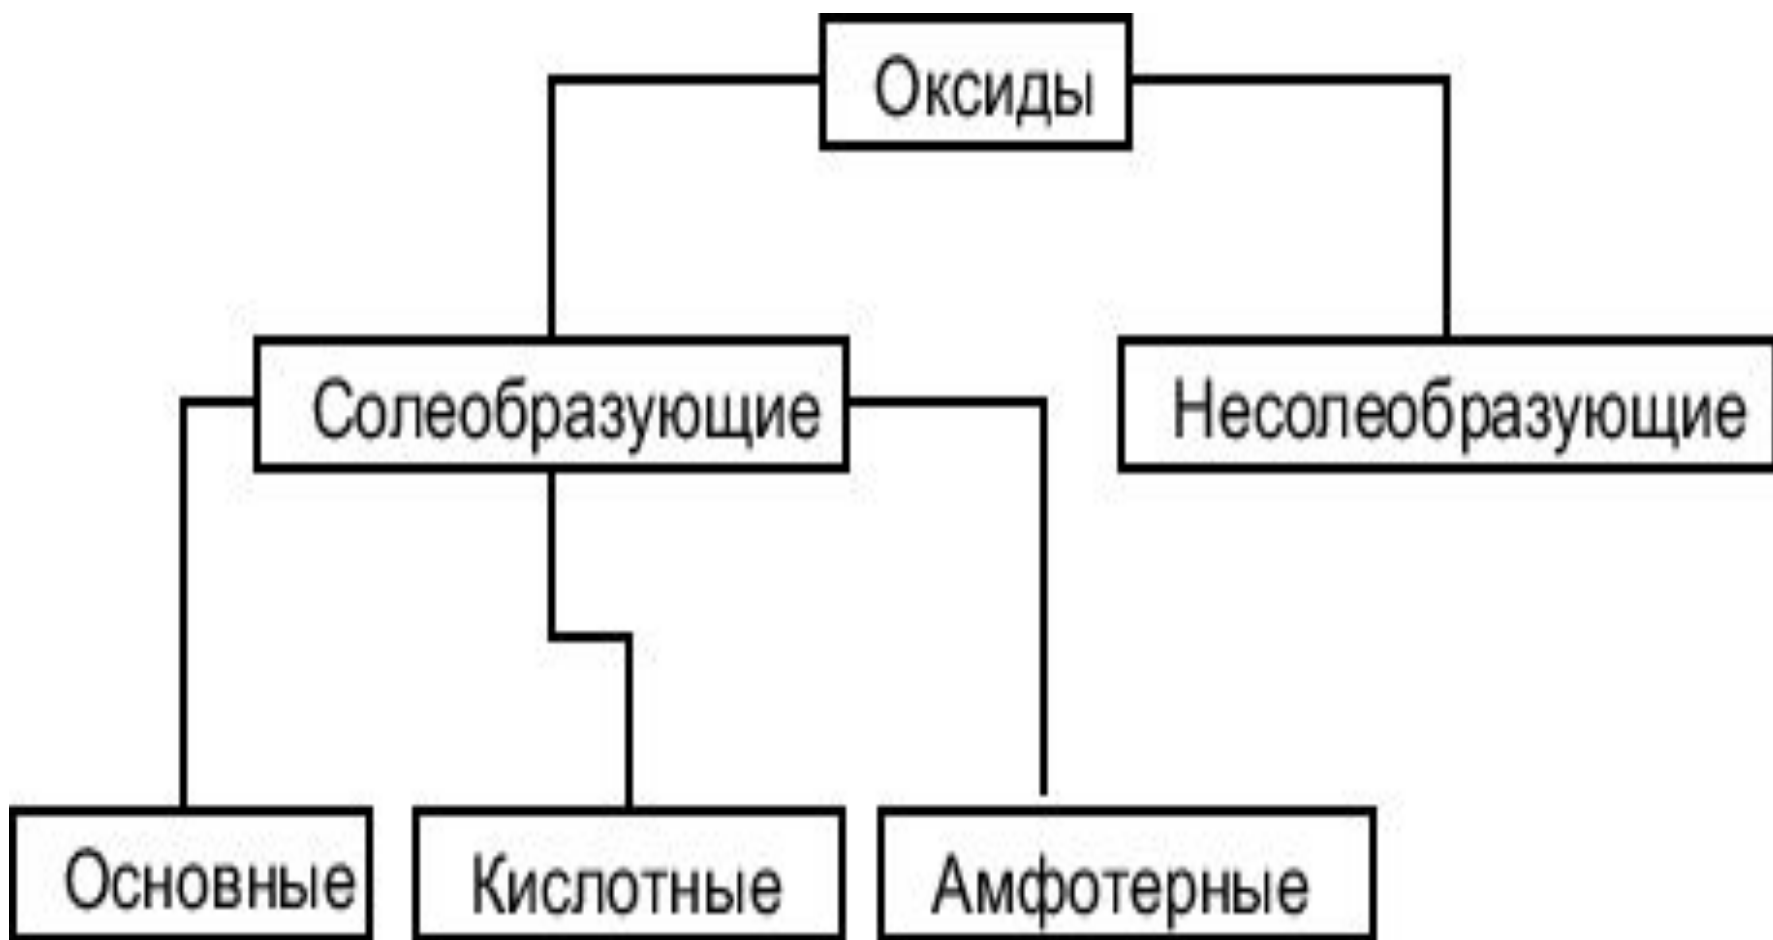 Оксиды
Солеобразующие
Несолеобразующие
Основные
Кислотные
Амфотерные